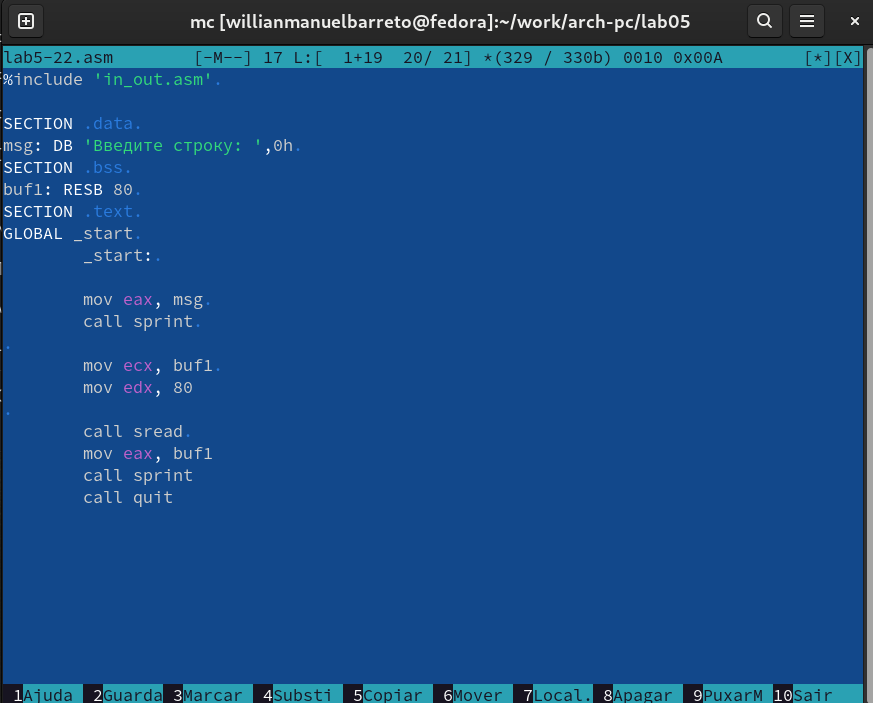 mc [willianmanuelbarreto@fedora]:~/work/arch-pc/lab05
lab5-22.asm [-M--] 17 L:[ 1+19 20/ 21] *(329 / 330b) 0010 0x00A [*][X]
%include 'in_out.asm'.
SECTION .data.
msg: DB 'Введите строку: ',0h.
SECTION .bss.
buf1: RESB 80.
SECTION .text.
GLOBAL _start.
_start:.
mov eax, msg.
call sprint.
.
mov ecx, buf1.
mov edx, 80
.
call sread.
mov eax, buf1
call sprint
call quit
1Ajuda 2Guarda 3Marcar 4Substi 5Copiar 6Mover 7Local. 8Apagar 9PuxarM 10Sair